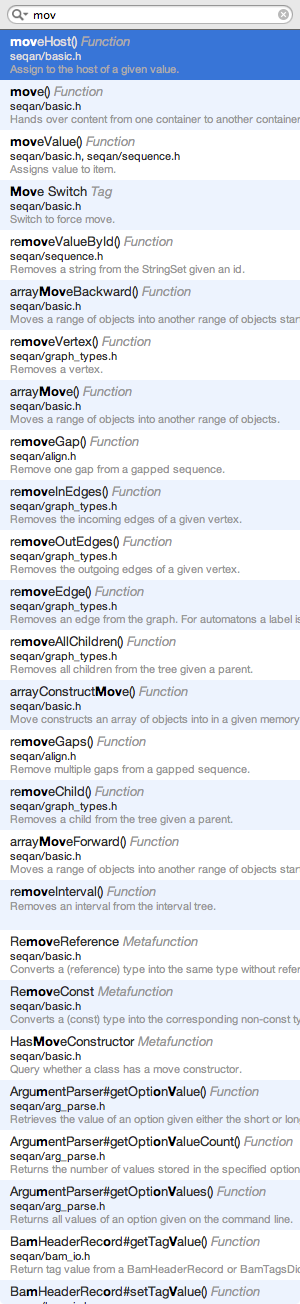 mov
moveHost() Function
seqan/basic.h
Assign to the host of a given value.
move() Function
seqan/basic.h
Hands over content from one container to another container
moveValue() Function
seqan/basic.h, seqan/sequence.h
Assigns value to item.
Move Switch Tag
seqan/basic.h
Switch to force move.
removeValueById() Function
seqan/sequence.h
Removes a string from the StringSet given an id.
arrayMoveBackward() Function
seqan/basic.h
Moves a range of objects into another range of objects star
removeVertex() Function
seqan/graph_types.h
Removes a vertex.
arrayMove() Function
seqan/basic.h
Moves a range of objects into another range of objects.
removeGap() Function
seqan/align.h
Remove one gap from a gapped sequence.
removeInEdges() Function
seqan/graph_types.h
Removes the incoming edges of a given vertex.
removeOutEdges() Function
seqan/graph_types.h
Removes the outgoing edges of a given vertex.
removeEdge() Function
seqan/graph_types.h
Removes an edge from the graph. For automatons a label is
removeAllChildren() Function
seqan/graph_types.h
Removes all children from the tree given a parent.
arrayConstructMove() Function
seqan/basic.h
Move constructs an array of objects into in a given memory
removeGaps() Function
seqan/align.h
Remove multiple gaps from a gapped sequence.
removeChild() Function
seqan/graph_types.h
Removes a child from the tree given a parent.
arrayMoveForward() Function
seqan/basic.h
Moves a range of objects into another range of objects star
removeInterval() Function
Removes an interval from the interval tree.
RemoveReference Metafunction
seqan/basic.h
Converts a (reference) type into the same type without refer
RemoveConst Metafunction
seqan/basic.h
Converts a (const) type into the corresponding non-const ty
HasMoveConstructor Metafunction
seqan/basic.h
Query whether a class has a move constructor.
ArgumentParser#getOptionValue() Function
seqan/arg_parse.h
Retrieves the value of an option given either the short or lon
ArgumentParser#getOptionValueCount() Function
seqan/arg_parse.h
Returns the number of values stored in the specified option
ArgumentParser#getOptionValues() Function
seqan/arg_parse.h
Returns all values of an option given on the command line.
BamHeaderRecord#getTagValue() Function
seqan/bam_io.h
Return tag value from a BamHeaderRecord or BamTagsDic
BamHeaderRecord#setTagValue() Function